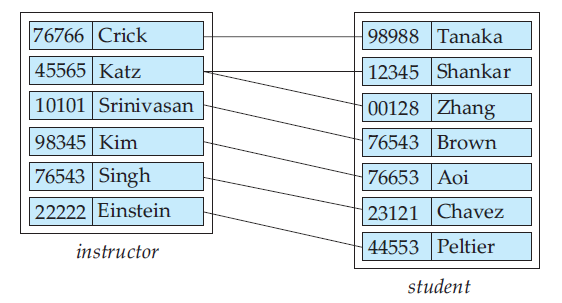 76766 Crick
45565 Katz
10101 Srinivasan
98345 Kim
76543 Singh
22222 Einstein
instructor
98988 Tanaka
12345 Shankar
00128 Zhang
76543 Brown
76653 Aoi
23121 Chavez
44553 Peltier
student